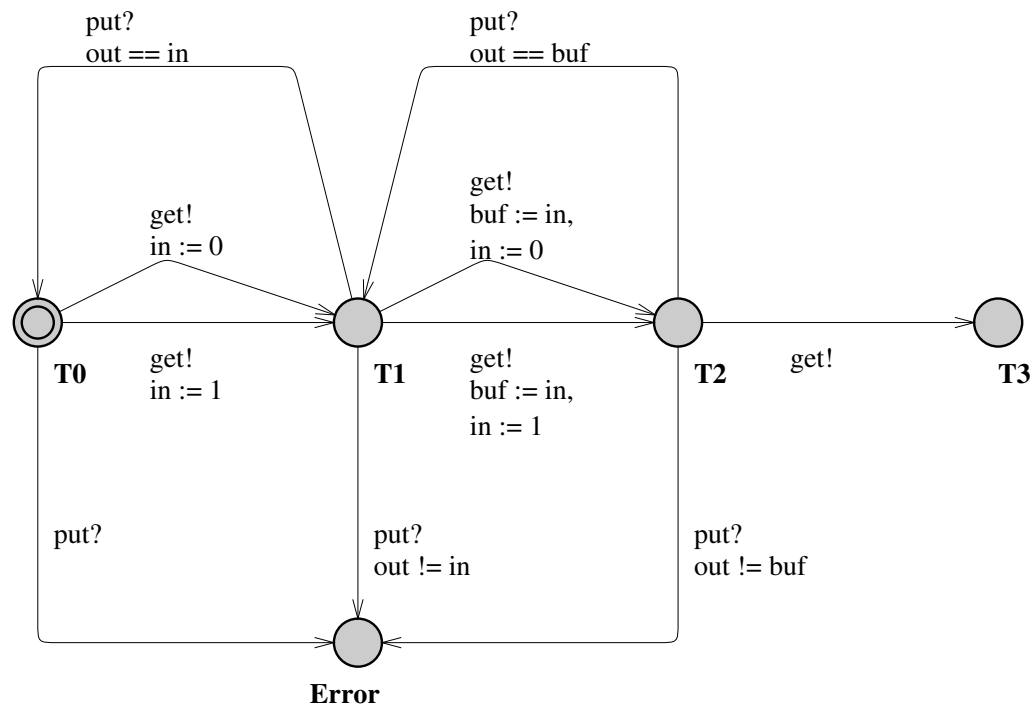 put?
out == in
put?
out == buf
get!
in := 0
get!
buf := in,
in := 0
T0
get!
in := 1
T1
get!
buf := in,
in := 1
T2
get!
T3
put?
put?
out != in
put?
out != buf
Error